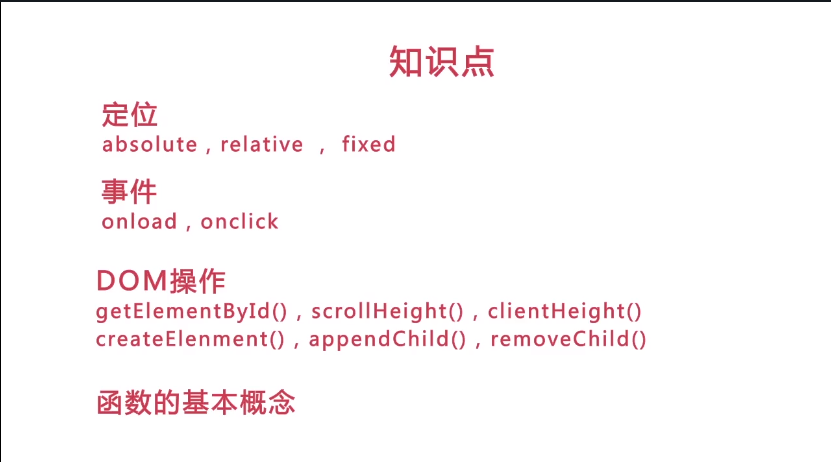 知识点
定位
absolute , relative ， fixed
事件
onload , onclick
DOM操作
getElementById() , scrollHeight() , clientHeight()
createElenment() , appendChild() , removeChild()
函数的基本概念